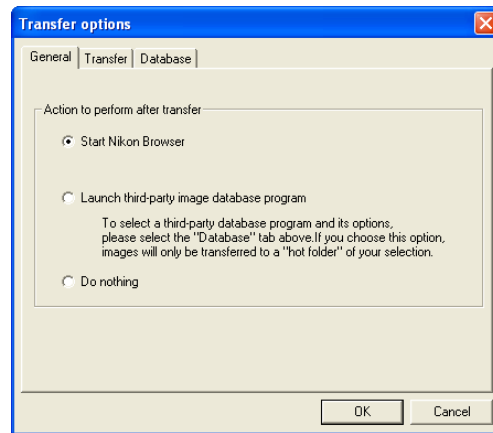 Transfer options
General
Transfer
Database
Action to perform after transfer
Start Nikon Browser
Launch third-party image database program
To select a third-party database program and its options,
please select the "Database" tab above.If you choose this option,
images will only be transferred to a "hot folder" of your selection.
Do nothing
OK
Cancel